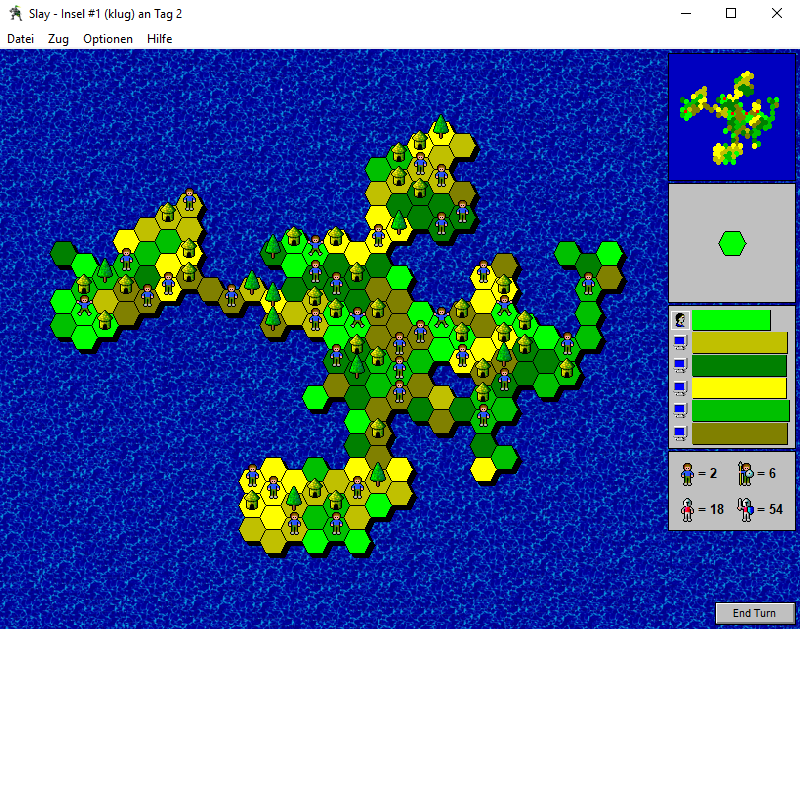 Slay - Insel #1 (klug) an Tag 2
Datei Zug Optionen Hilfe
= 2 = 6
= 18 = 54
End Turn